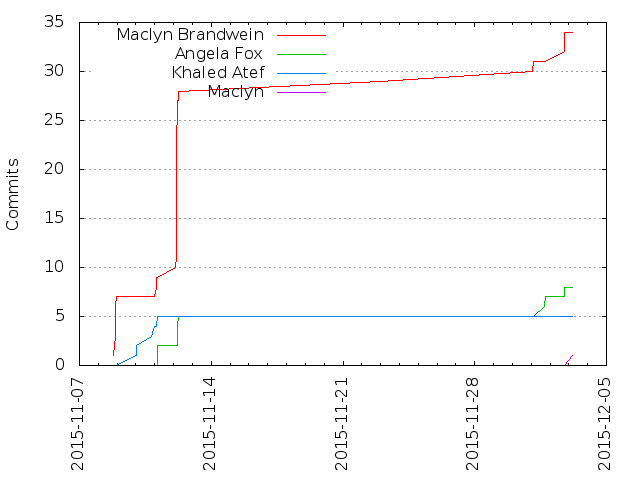 35
30
25
20
15
10
5
0
Commits
Maclyn Brandwein
Angela Fox
Khaled Atef
Maclyn
2015-11-07
2015-11-14
2015-11-21
2015-11-28
2015-12-05